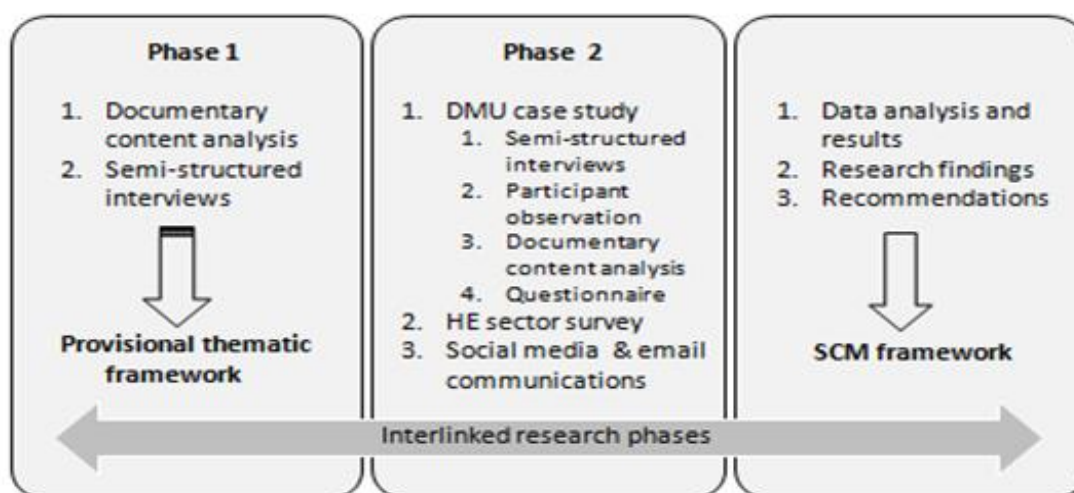 Phase 1
1. Documentary
content analysis
2. Semi-structured
interviews
Provisional thematic
framework
Phase 2
1. DMU case study
1. Semi-structured
interviews
2. Participant
observation
3. Documentary
content analysis
4. Questionnaire
2. HE sector survey
3. Social media & email
communications
1. Data analysis and
results
2. Research findings
3. Recommendations
SCM framework
Interlinked research phases